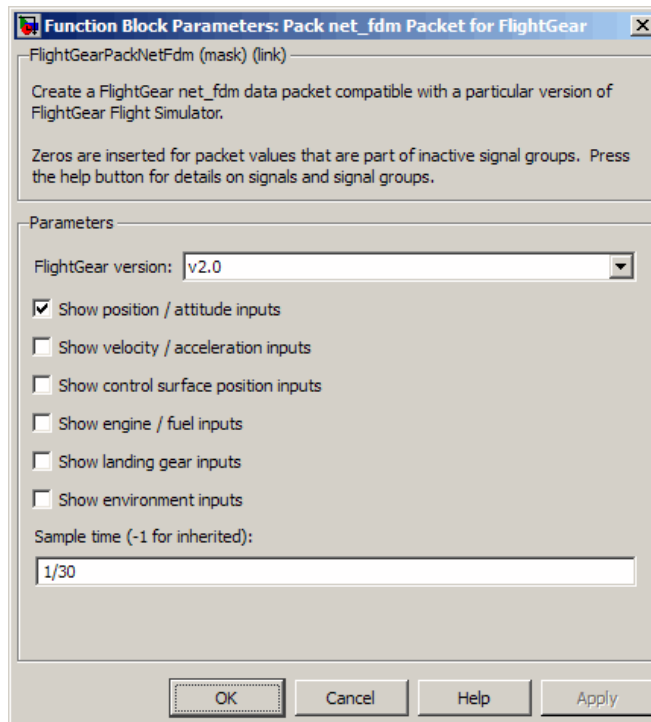 Function Block Parameters: Pack net_fdm Packet for FlightGear
FlightGearPackNetFdm (mask) (link)
Create a FlightGear net_fdm data packet compatible with a particular version of
FlightGear Flight Simulator.
Zeros are inserted for packet values that are part of inactive signal groups.  Press
the help button for details on signals and signal groups.
Parameters
FlightGear version: v2.0
Show position / attitude inputs
Show velocity / acceleration inputs
Show control surface position inputs
Show engine / fuel inputs
Show landing gear inputs
Show environment inputs
Sample time (-1 for inherited):
1/30
OK Cancel Help Apply